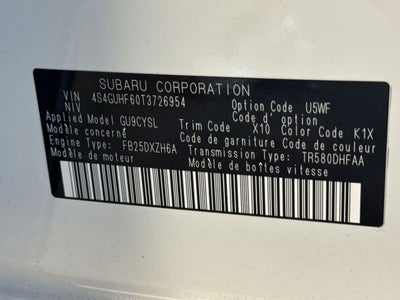 SUBARU CORPORATION
VIN 4S4GUHF60T3726954
NIV Option Code U5WF
Applied Model GU9CYSL Trim Code X10 Color Code K1X
Modèle concerné Code de garniture Code de couleur
Engine Type: FB25DXZH6A Transmission Type: TR580DHFAA
Modèle de moteur Modèle de boîtes vitesse